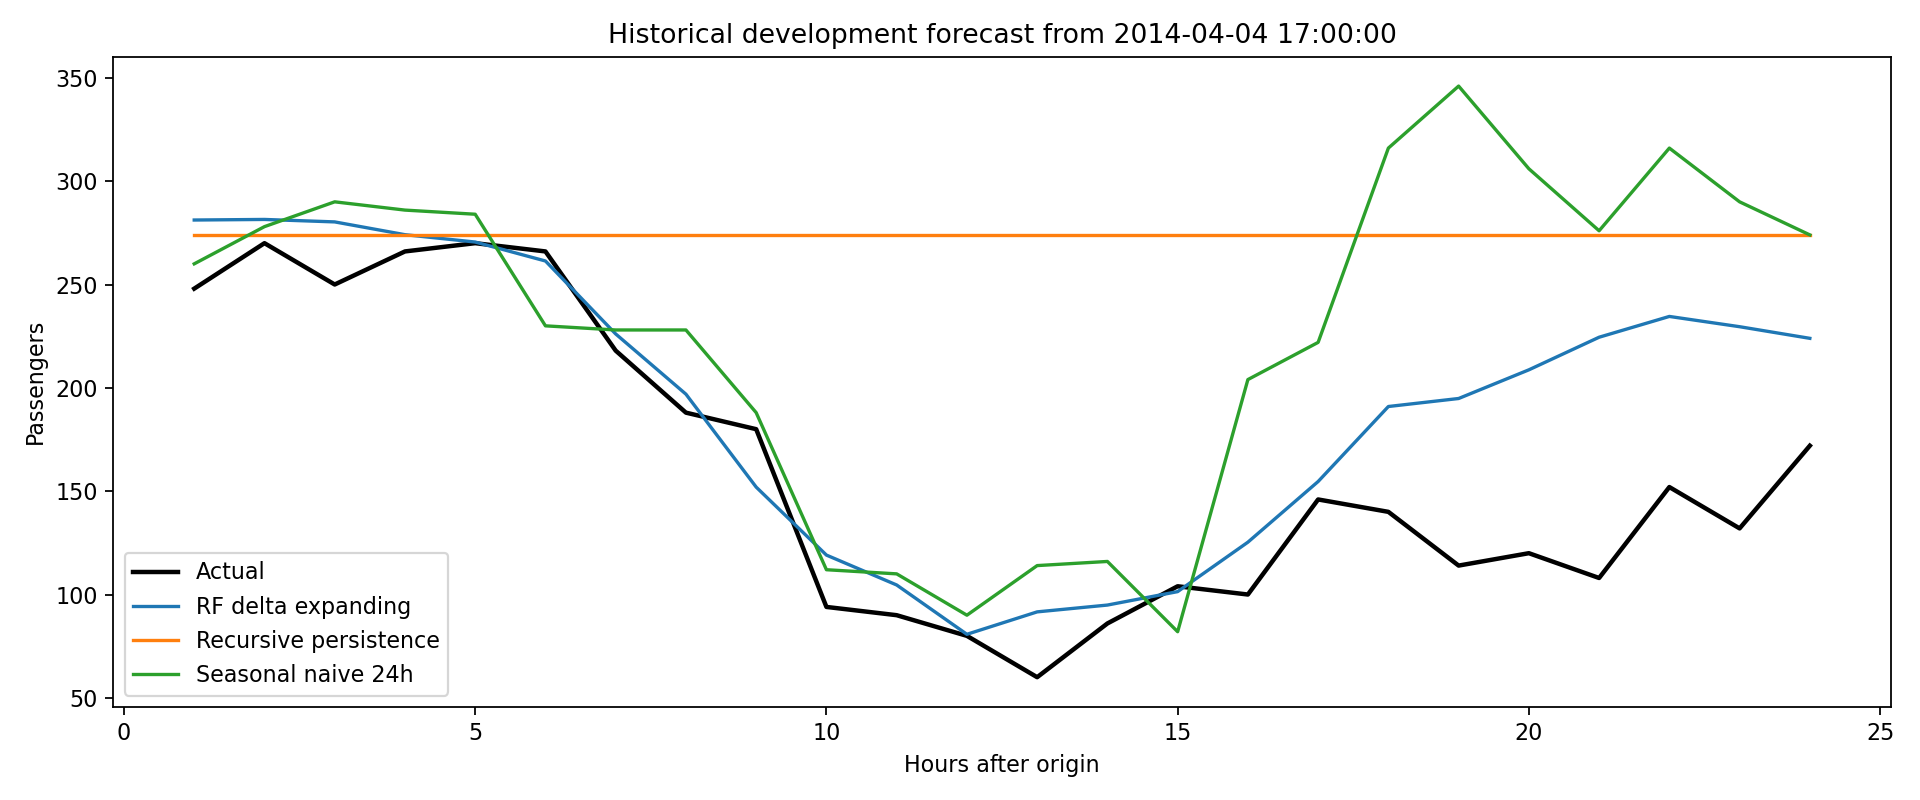 Historical development forecast from 2014-04-04 17:00:00
350
300
250
200
150
100
50
Passengers
Actual
RF delta expanding
Recursive persistence
Seasonal naive 24h
0 5 10 15 20 25
Hours after origin